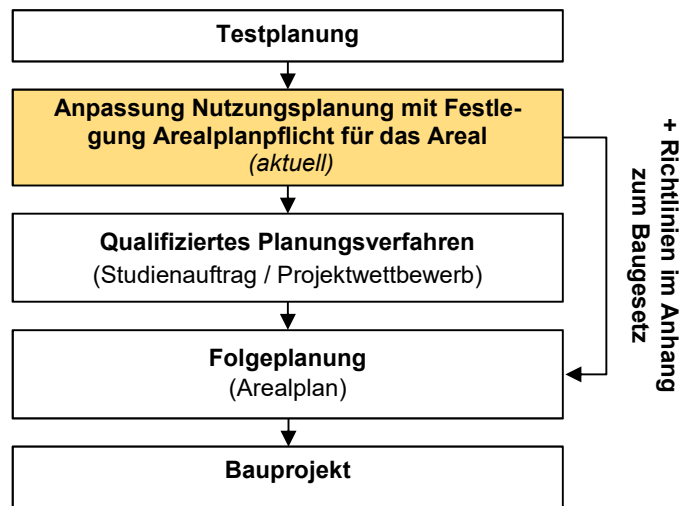 Testplanung
Anpassung Nutzungsplanung mit Festle-
gung Arealplanpflicht für das Areal
(aktuell)
Qualifiziertes Planungsverfahren
(Studienauftrag / Projektwettbewerb)
Folgeplanung
(Arealplan)
Bauprojekt
+ Richtlinien im Anhang
zum Baugesetz